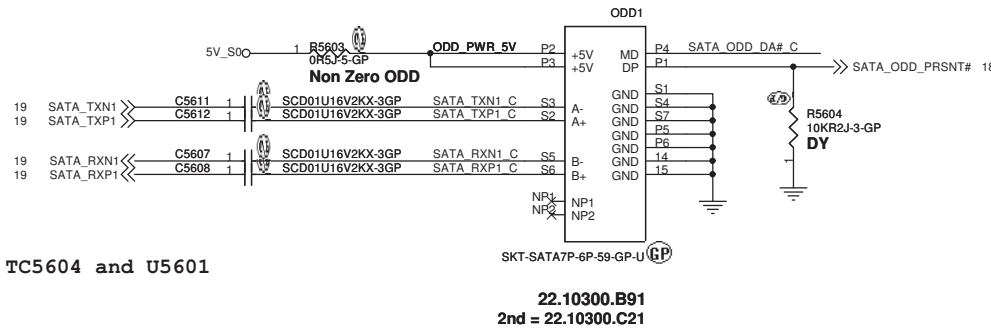 ODD1
5V_S0 1 R5603 ODD_PWR_5V P2 +5V MD P4 SATA_ODD_DA#_C
0R5J-5-GP P3 +5V DP P1 SATA_ODD_PRSNT# 18
Non Zero ODD
GND S1
19 SATA_TXN1 C5611 1 SCD01U16V2KX-3GP SATA_TXN1_C S3 A- GND S4
19 SATA_TXP1 C5612 1 SCD01U16V2KX-3GP SATA_TXP1_C S2 A+ GND S7
R5604
10KR2J-3-GP
DY
1
GND P5
GND P6
19 SATA_RXN1 C5607 1 SCD01U16V2KX-3GP SATA_RXN1_C S5 B- GND 14
19 SATA_RXP1 C5608 1 SCD01U16V2KX-3GP SATA_RXP1_C S6 B+ GND 15
NP1 NP1
NP2 NP2
SKT-SATA7P-6P-59-GP-U GP
TC5604 and U5601
22.10300.B91
2nd = 22.10300.C21